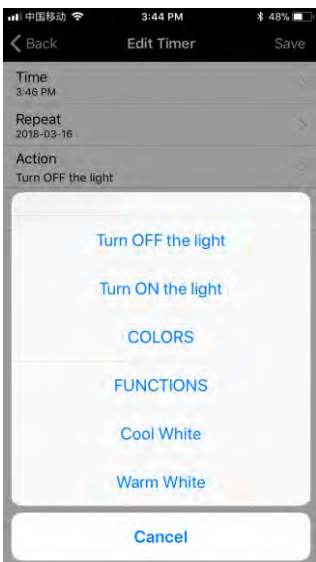 中国移动 3:44 PM 48%
Back Edit Timer Save
Time
3:46 PM
Repeat
2018-03-16
Action
Turn OFF the light
Turn OFF the light
Turn ON the light
COLORS
FUNCTIONS
Cool White
Warm White
Cancel